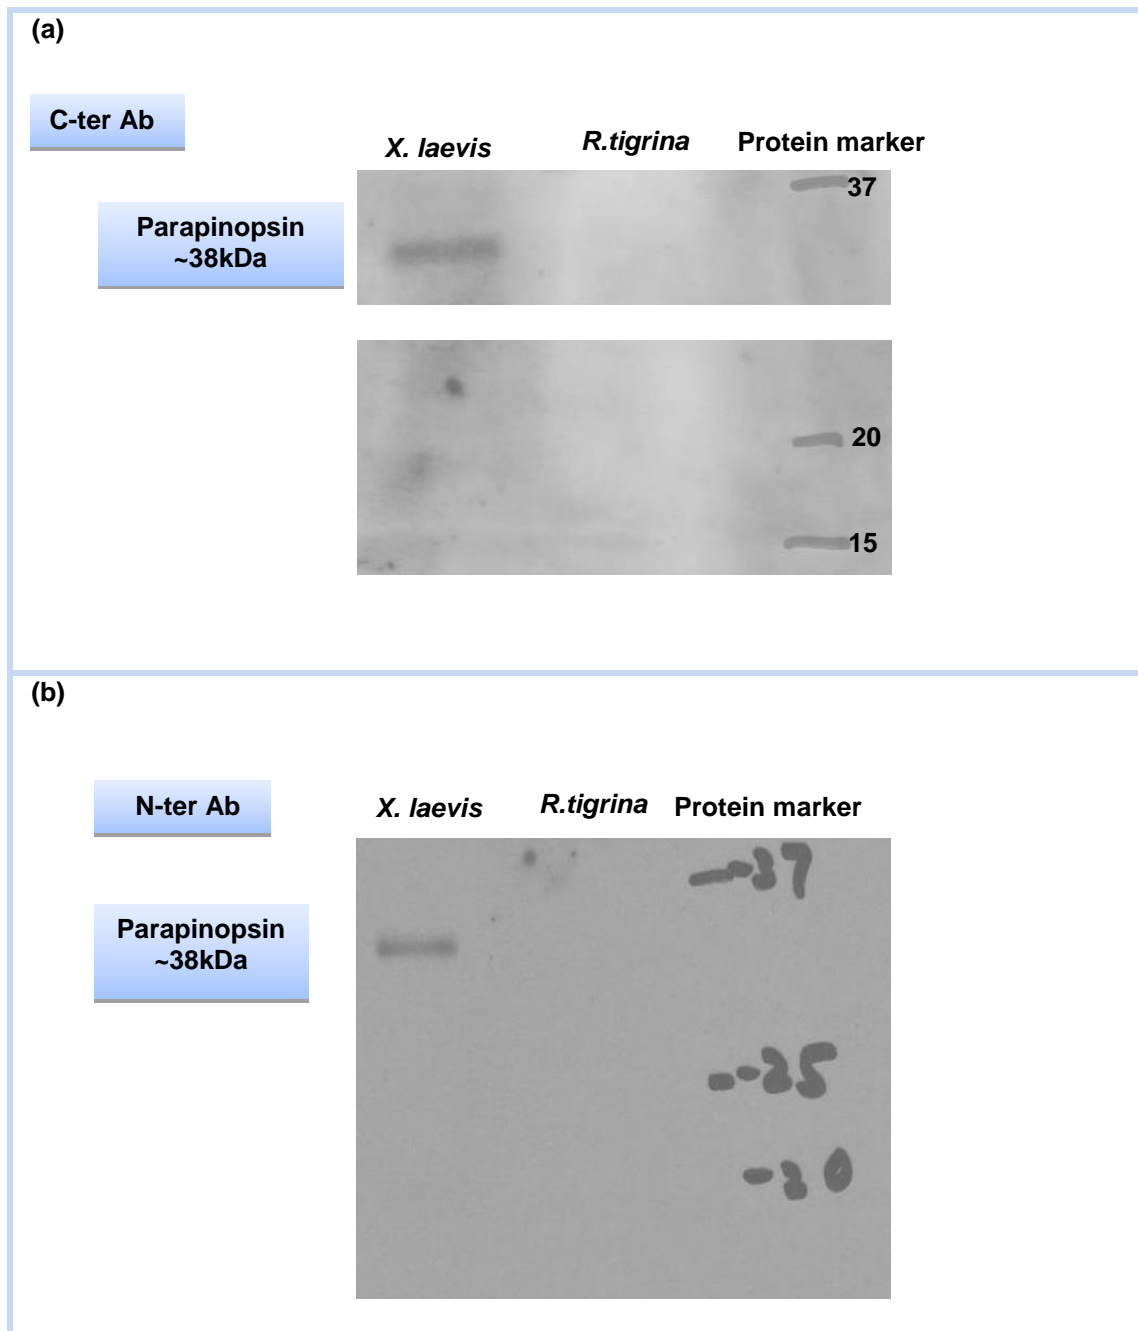 (a)
C-ter Ab
X. laevis R.tigrina Protein marker
37
Parapinopsin
~38kDa
20
15
(b)
N-ter Ab
X. laevis R.tigrina Protein marker
-37
Parapinopsin
~38kDa
-25
-20